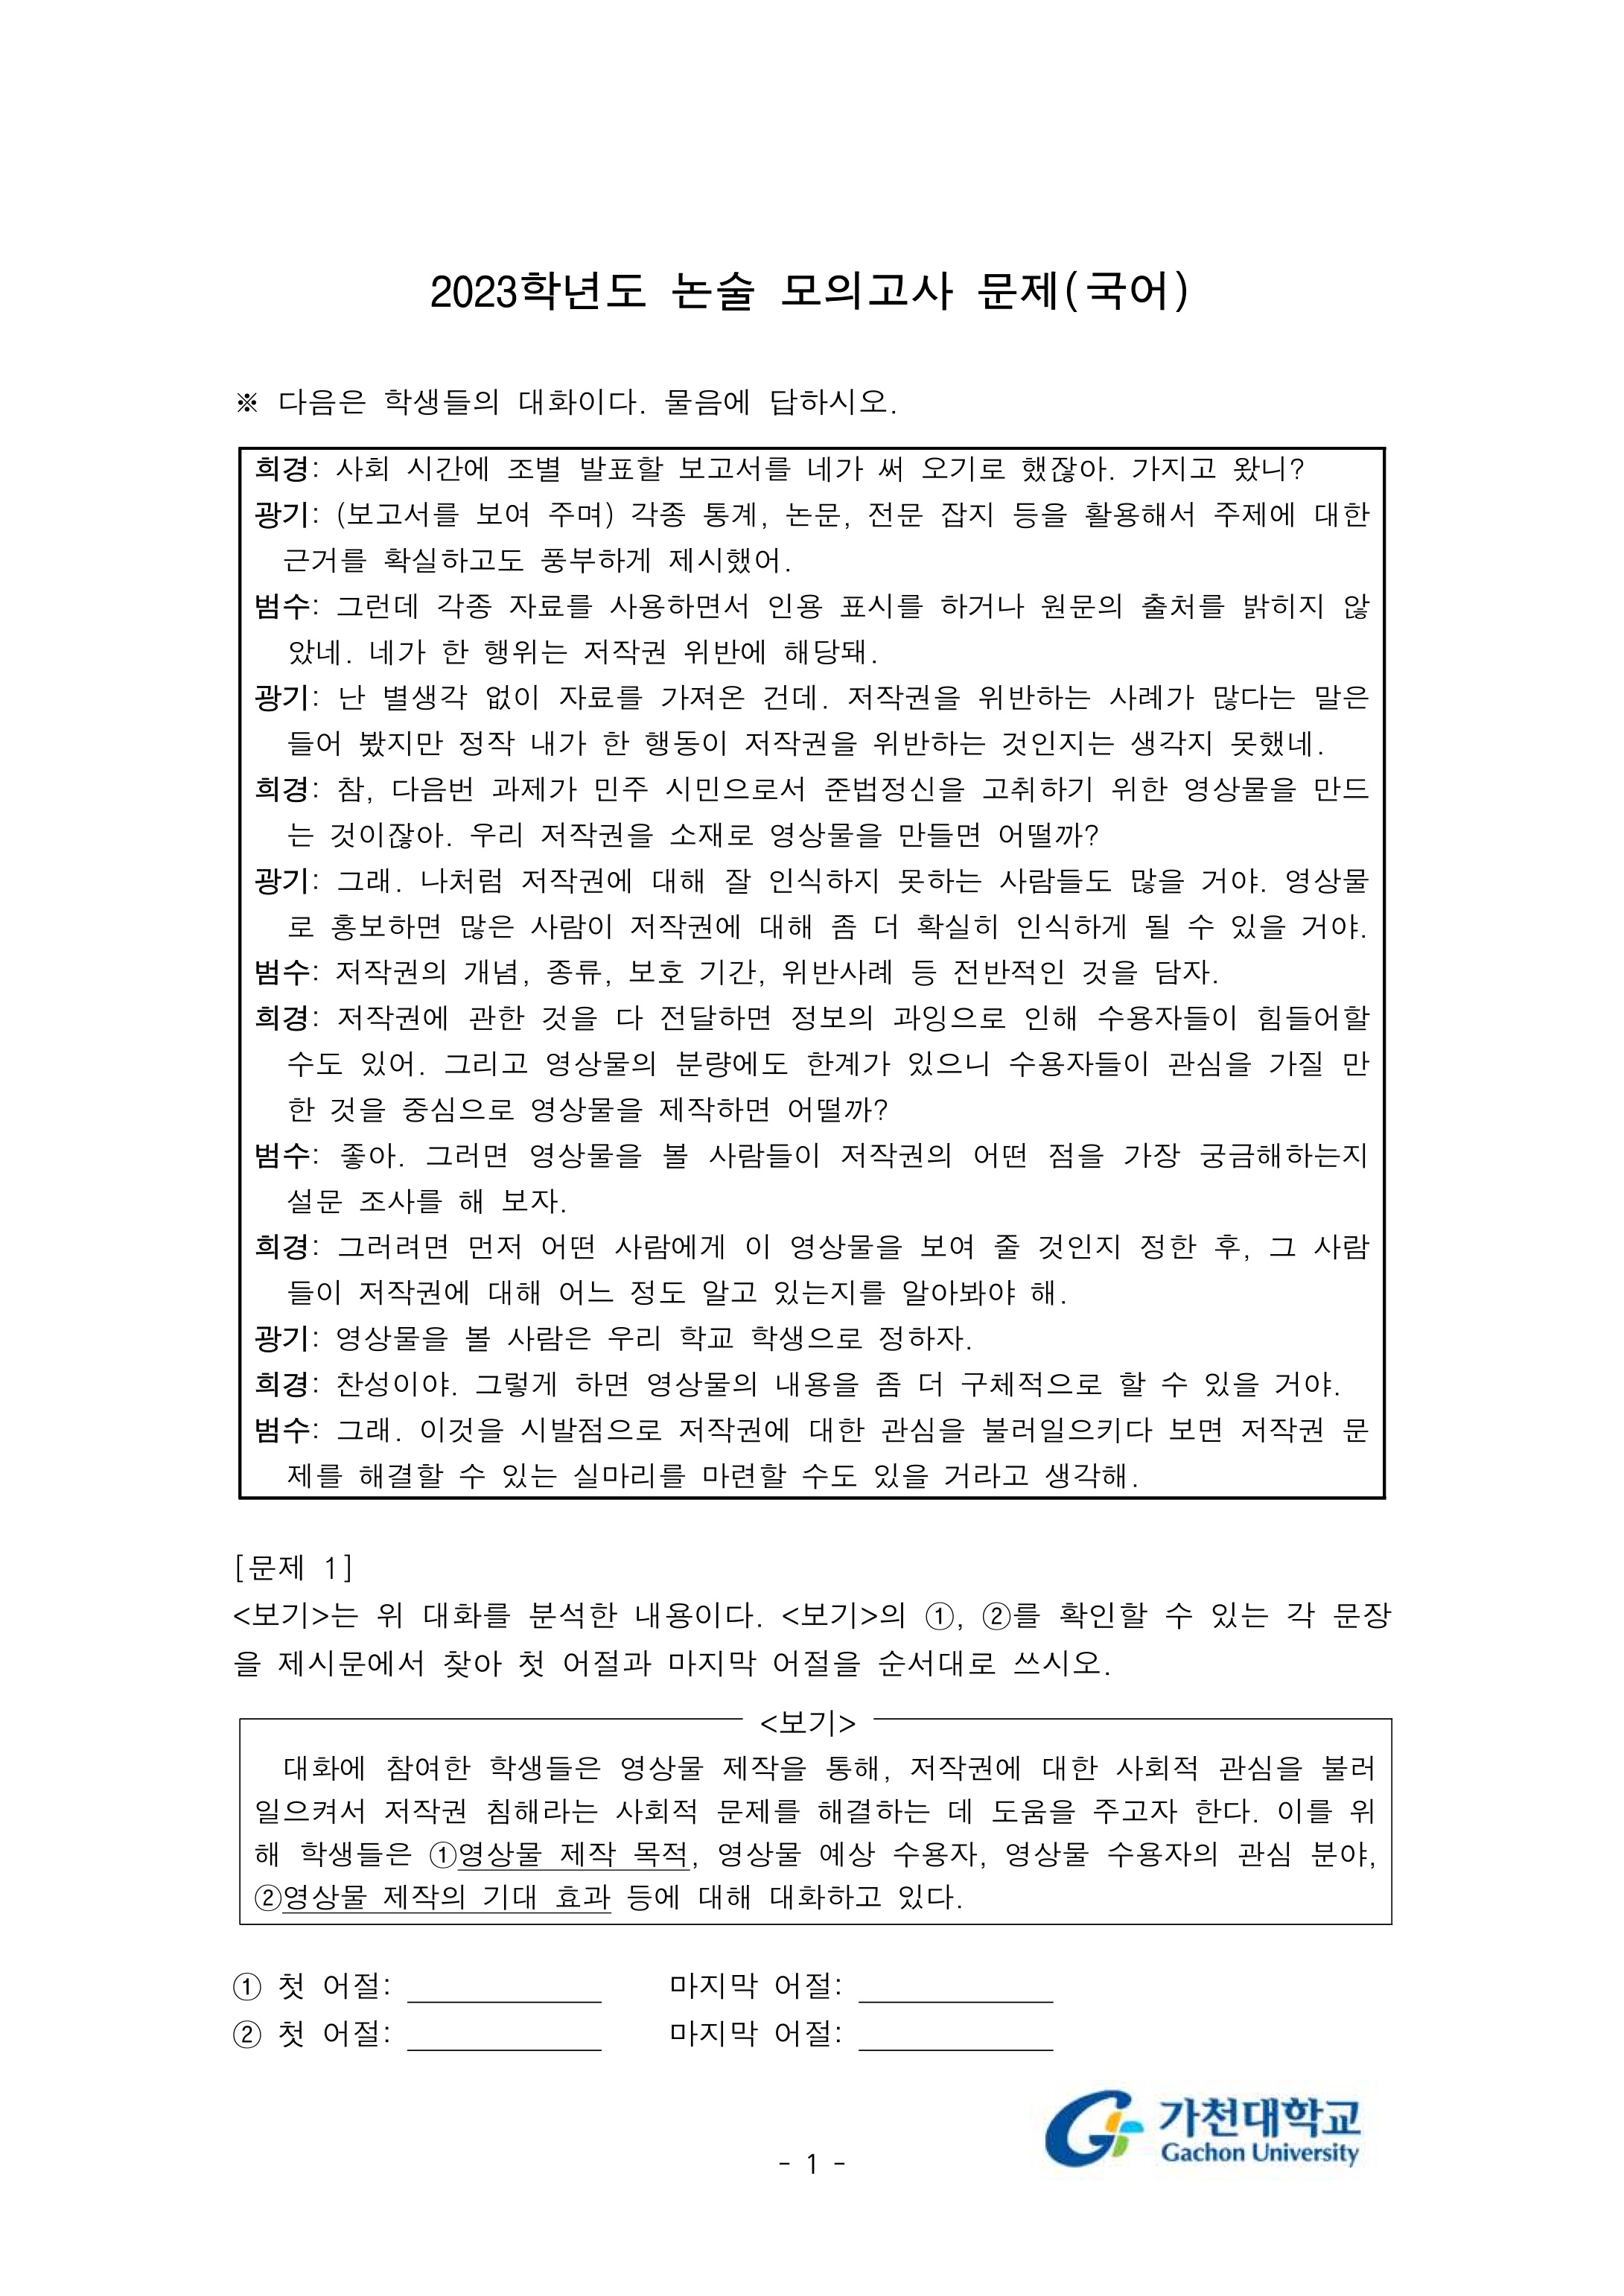 2023학년도 논술 모의고사 문제(국어)
※ 다음은 학생들의 대화이다. 물음에 답하시오.
희경: 사회 시간에 조별 발표할 보고서를 네가 써 오기로 했잖아. 가지고 왔니?
광기: (보고서를 보여 주며) 각종 통계, 논문, 전문 잡지 등을 활용해서 주제에 대한
근거를 확실하고도 풍부하게 제시했어.
범수: 그런데 각종 자료를 사용하면서 인용 표시를 하거나 원문의 출처를 밝히지 않
았네. 네가 한 행위는 저작권 위반에 해당돼.
광기: 난 별생각 없이 자료를 가져온 건데. 저작권을 위반하는 사례가 많다는 말은
들어 봤지만 정작 내가 한 행동이 저작권을 위반하는 것인지는 생각지 못했네.
희경: 참, 다음번 과제가 민주 시민으로서 준법정신을 고취하기 위한 영상물을 만드
는 것이잖아. 우리 저작권을 소재로 영상물을 만들면 어떨까?
광기: 그래. 나처럼 저작권에 대해 잘 인식하지 못하는 사람들도 많을 거야. 영상물
로 홍보하면 많은 사람이 저작권에 대해 좀 더 확실히 인식하게 될 수 있을 거야.
범수: 저작권의 개념, 종류, 보호 기간, 위반사례 등 전반적인 것을 담자.
희경: 저작권에 관한 것을 다 전달하면 정보의 과잉으로 인해 수용자들이 힘들어할
수도 있어. 그리고 영상물의 분량에도 한계가 있으니 수용자들이 관심을 가질 만
한 것을 중심으로 영상물을 제작하면 어떨까?
범수: 좋아. 그러면 영상물을 볼 사람들이 저작권의 어떤 점을 가장 궁금해하는지
설문 조사를 해 보자.
희경: 그러려면 먼저 어떤 사람에게 이 영상물을 보여 줄 것인지 정한 후, 그 사람
들이 저작권에 대해 어느 정도 알고 있는지를 알아봐야 해.
광기: 영상물을 볼 사람은 우리 학교 학생으로 정하자.
희경: 찬성이야. 그렇게 하면 영상물의 내용을 좀 더 구체적으로 할 수 있을 거야.
범수: 그래. 이것을 시발점으로 저작권에 대한 관심을 불러일으키다 보면 저작권 문
제를 해결할 수 있는 실마리를 마련할 수도 있을 거라고 생각해.
[문제 1]
<보기>는 위 대화를 분석한 내용이다. <보기>의 ①, ②를 확인할 수 있는 각 문장
을 제시문에서 찾아 첫 어절과 마지막 어절을 순서대로 쓰시오.
<보기>
대화에 참여한 학생들은 영상물 제작을 통해, 저작권에 대한 사회적 관심을 불러
일으켜서 저작권 침해라는 사회적 문제를 해결하는 데 도움을 주고자 한다. 이를 위
해 학생들은 ①영상물 제작 목적, 영상물 예상 수용자, 영상물 수용자의 관심 분야,
②영상물 제작의 기대 효과 등에 대해 대화하고 있다.
① 첫 어절: 마지막 어절:
② 첫 어절: 마지막 어절:
가천대학교
Gachon University
- 1 -